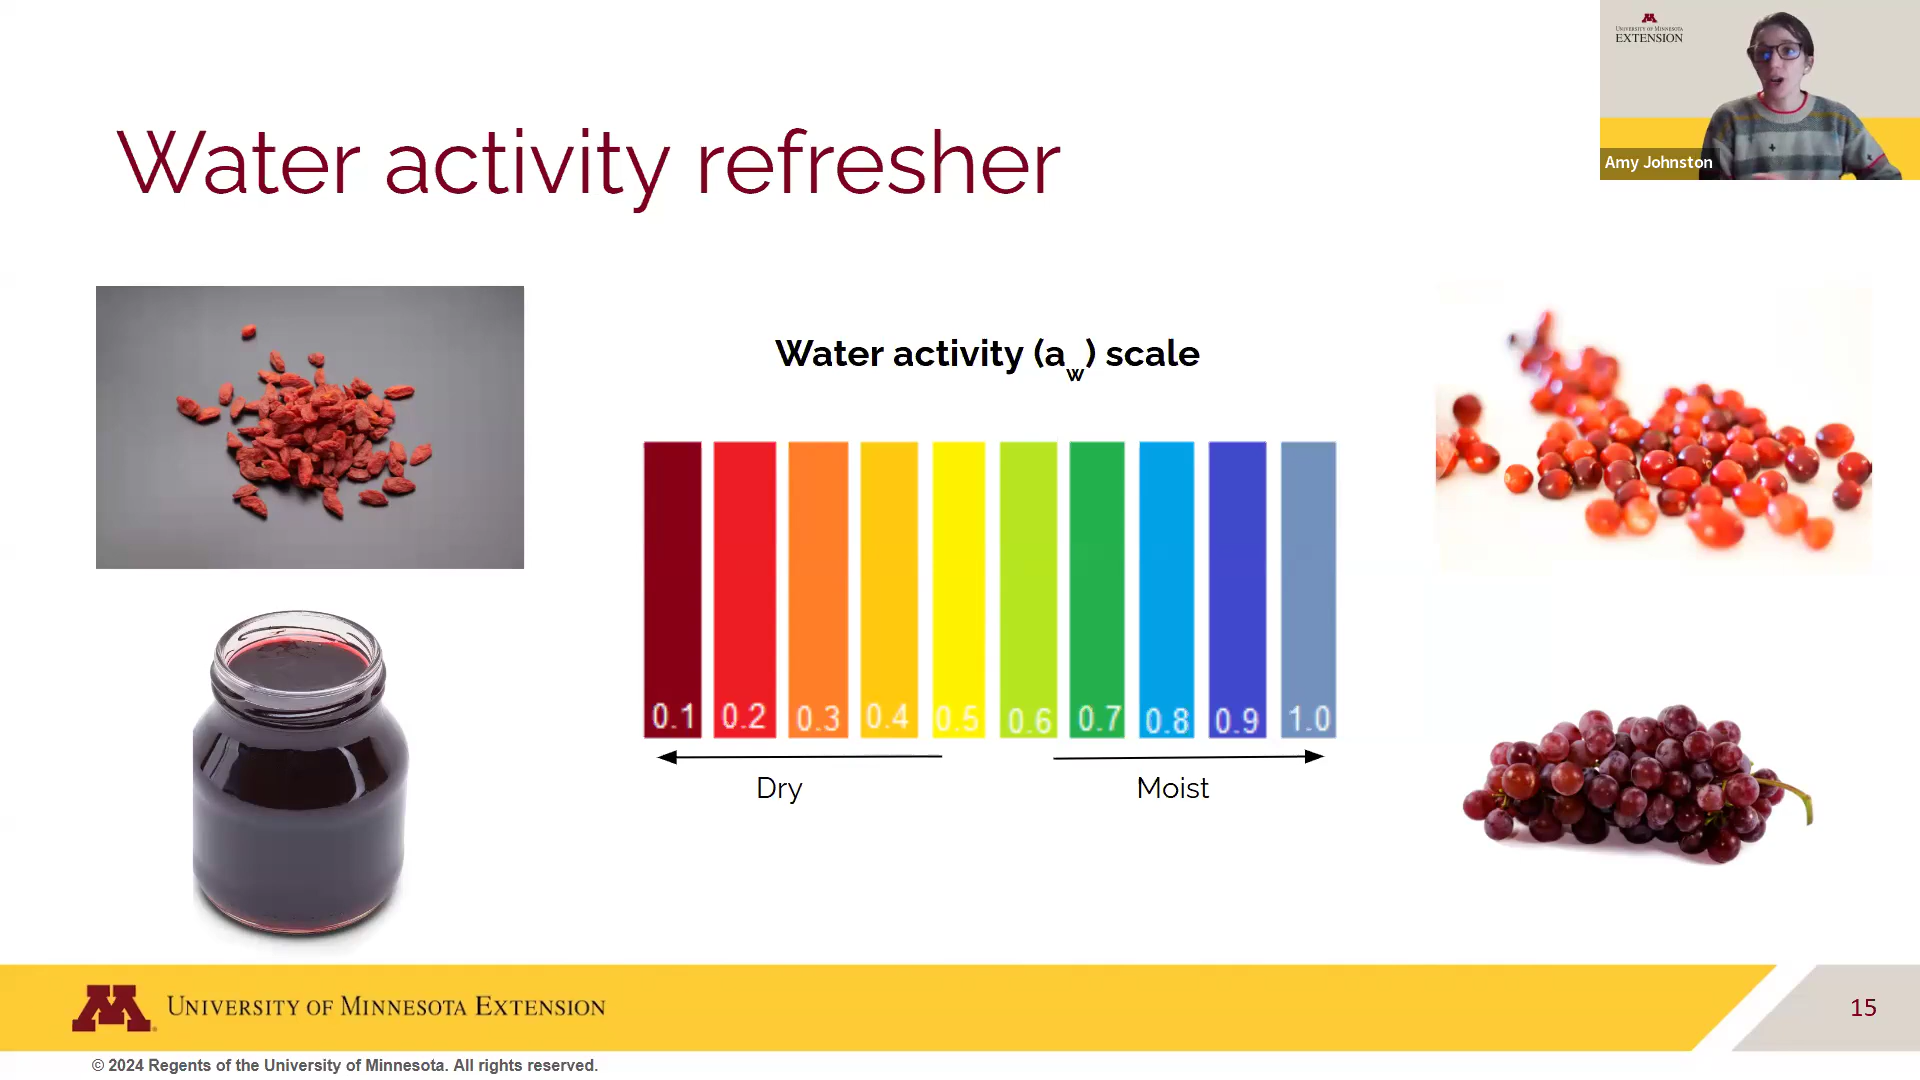 UNIVERSITY OF MINNESOTA
EXTENSION
Amy Johnston
Water activity refresher
Water activity (aw) scale
0.1 0.2 0.3 0.4 0.5 0.6 0.7 0.8 0.9 1.0
Dry Moist
UNIVERSITY OF MINNESOTA EXTENSION
15
© 2024 Regents of the University of Minnesota. All rights reserved.